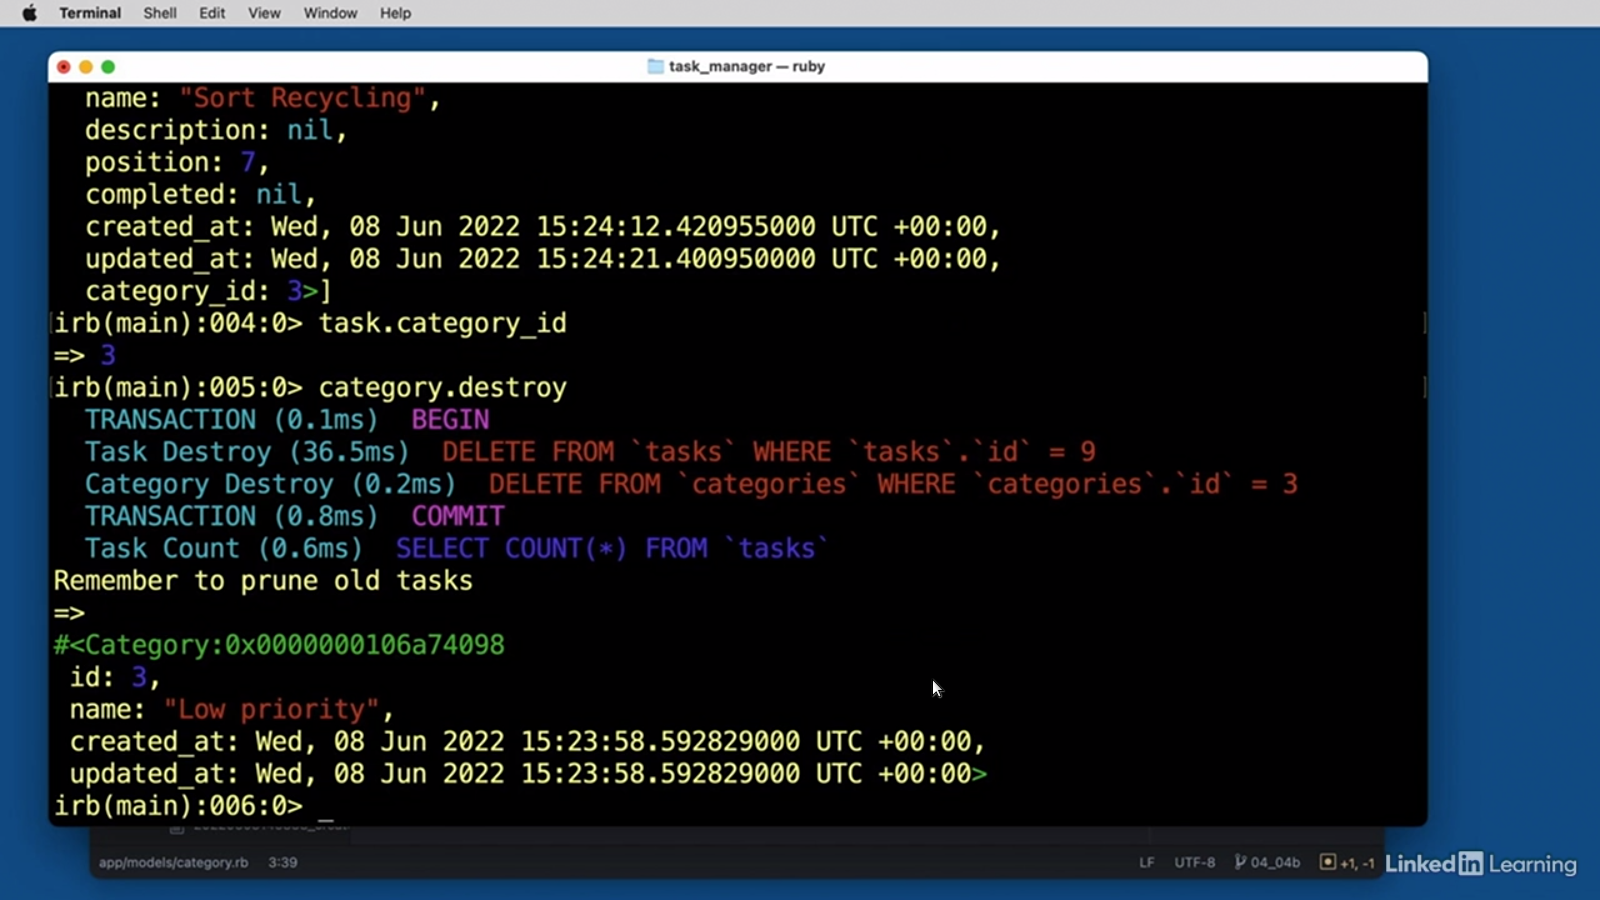 Terminal Shell Edit View Window Help
task_manager — ruby
name: "Sort Recycling",
description: nil,
position: 7,
completed: nil,
created_at: Wed, 08 Jun 2022 15:24:12.420955000 UTC +00:00,
updated_at: Wed, 08 Jun 2022 15:24:21.400950000 UTC +00:00,
category_id: 3>]
[irb(main):004:0> task.category_id ]
=> 3
[irb(main):005:0> category.destroy ]
TRANSACTION (0.1ms) BEGIN
Task Destroy (36.5ms) DELETE FROM `tasks` WHERE `tasks`.`id` = 9
Category Destroy (0.2ms) DELETE FROM `categories` WHERE `categories`.`id` = 3
TRANSACTION (0.8ms) COMMIT
Task Count (0.6ms) SELECT COUNT(*) FROM `tasks`
Remember to prune old tasks
=>
#<Category:0x0000000106a74098
id: 3,
name: "Low priority",
created_at: Wed, 08 Jun 2022 15:23:58.592829000 UTC +00:00,
updated_at: Wed, 08 Jun 2022 15:23:58.592829000 UTC +00:00>
irb(main):006:0> _
app/models/category.rb 3:39 LF UTF-8 04_04b +1, -1
LinkedIn Learning